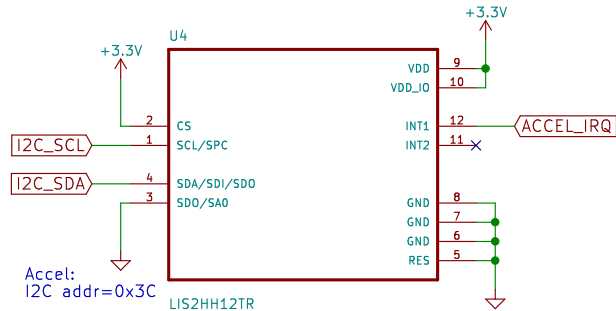 +3.3V
U4
+3.3V
9 VDD
10 VDD_IO
2 CS
12 INT1
ACCEL_IRQ
I2C_SCL
1 SCL/SPC
11 INT2
I2C_SDA
4 SDA/SDI/SDO
3 SDO/SA0
8 GND
7 GND
6 GND
5 RES
Accel:
I2C addr=0x3C
LIS2HH12TR